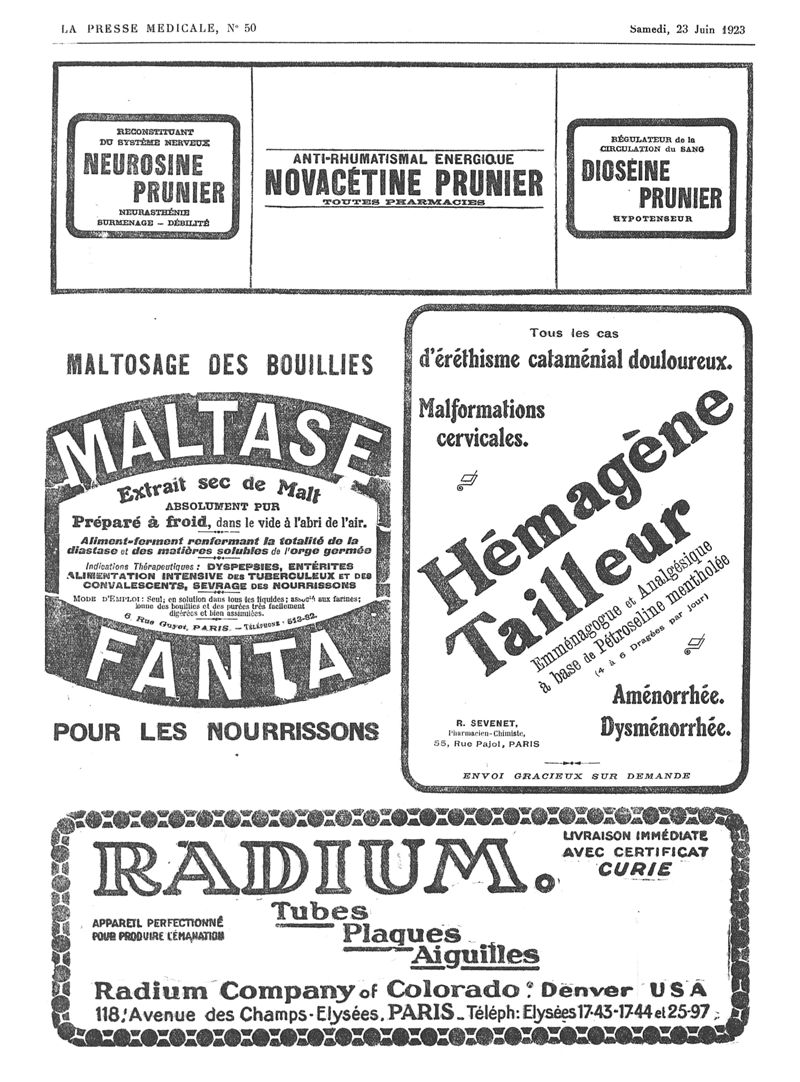 LA PRESSE MEDICALE, N° 50
Samedi, 23 Juin 1923
RECONSTITUANT
DU SYSTÈME NERVEUX
NEUROSINE
PRUNIER
NEURASTHÉNIE
SURMENAGE – DÉBILITÉ
ANTI-RHUMATISMAL ENERGIQUE
NOVACÉTINE PRUNIER
TOUTES PHARMACIES
RÉGULATEUR de la
CIRCULATION du SANG
DIOSÉINE
PRUNIER
HYPOTENSEUR
MALTOSAGE DES BOUILLIES
MALTASE
Extrait sec de Malt
ABSOLUMENT PUR
Préparé à froid, dans le vide à l'abri de l'air.
Aliment-ferment renfermant la totalité de la
diastase et des matières solubles de l'orge germée
Indications Thérapeutiques : DYSPEPSIES, ENTÉRITES
ALIMENTATION INTENSIVE DES TUBERCULEUX ET DES
CONVALESCENTS, SEVRAGE DES NOURRISSONS
MODE D'EMPLOI: Seul; en solution dans tous les liquides; associé aux farines;
donne des bouillies et des purées très facilement
digérées et bien assimilées.
6 Rue Guyot, PARIS. – TÉLÉPHONE · 512-82.
FANTA
POUR LES NOURRISSONS
Tous les cas
d'éréthisme cataménial douloureux.
Malformations
cervicales.
Hémagène
Tailleur
Emménagogue et Analgésique
à base de Pétroseline mentholée
(4 à 6 Dragées par jour)
Aménorrhée.
Dysménorrhée.
R. SEVENET,
Pharmacien-Chimiste,
55, Rue Pajol, PARIS
ENVOI GRACIEUX SUR DEMANDE
RADIUM.
LIVRAISON IMMÉDIATE
AVEC CERTIFICAT
CURIE
APPAREIL PERFECTIONNÉ
POUR PRODUIRE L'ÉMANATION
Tubes
Plaques
Aiguilles
Radium Company of Colorado : Denver USA
118, Avenue des Champs-Elysées, PARIS_Téléph: Elysées 17-43-17-44 et 25-97